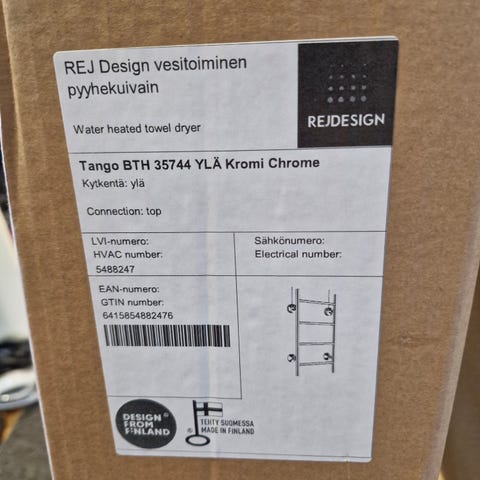 REJ Design vesitoiminen
pyyhekuivain
REJDESIGN
Water heated towel dryer
Tango BTH 35744 YLÄ Kromi Chrome
Kytkentä: ylä
Connection: top
LVI-numero:
HVAC number:
5488247
Sähkönumero:
Electrical number:
EAN-numero:
GTIN number:
6415854882476
DESIGN
FROM
FINLAND
TEHTY SUOMESSA
MADE IN FINLAND